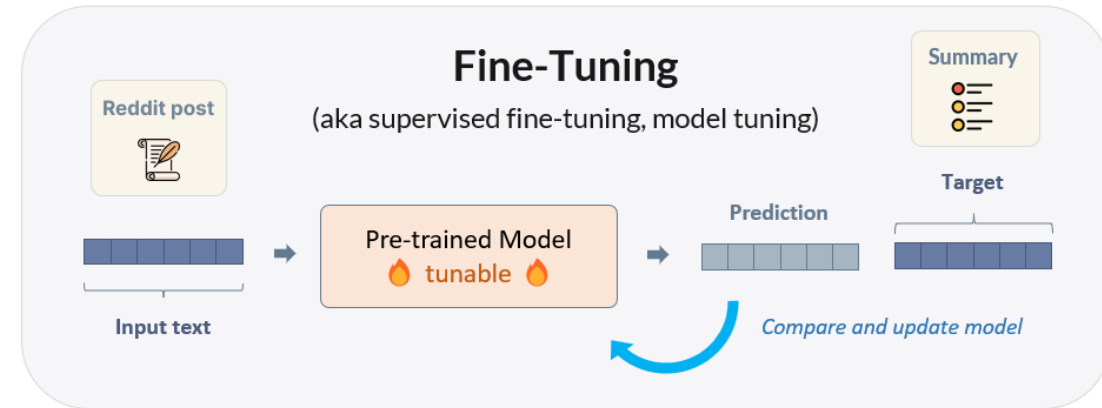 Fine-Tuning
(aka supervised fine-tuning, model tuning)
Reddit post
Summary
Target
Prediction
Pre-trained Model
tunable
Input text
Compare and update model